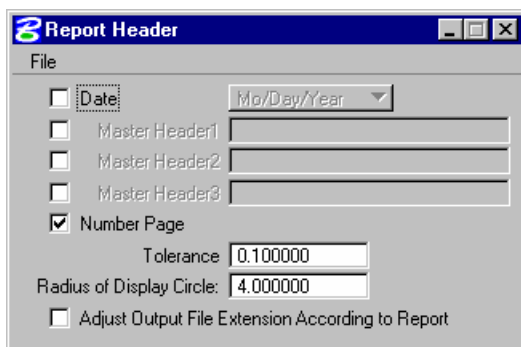 Report Header
File
Date Mo/Day/Year
Master Header1
Master Header2
Master Header3
Number Page
Tolerance 0.100000
Radius of Display Circle: 4.000000
Adjust Output File Extension According to Report